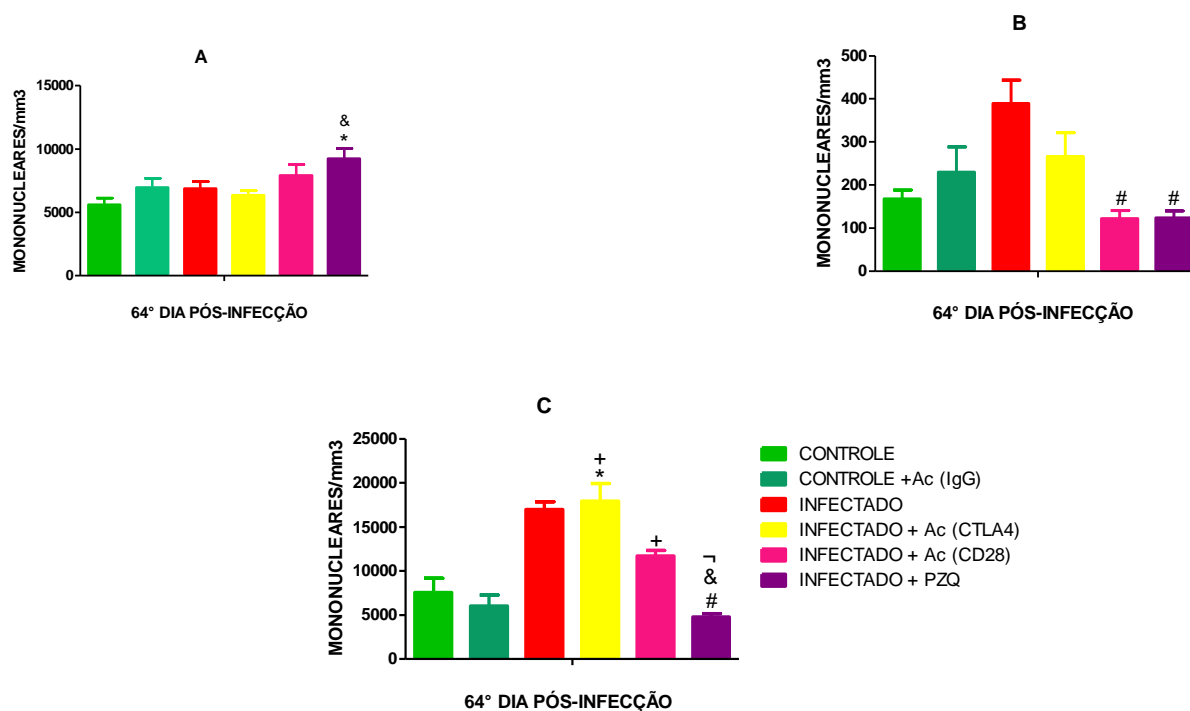 A
MONONUCLEARES/mm3
15000
10000
5000
0
&
*
64° DIA PÓS-INFECÇÃO
B
MONONUCLEARES/mm3
500
400
300
200
100
0
# #
64° DIA PÓS-INFECÇÃO
C
MONONUCLEARES/mm3
25000
20000
15000
10000
5000
0
+
*
+
¬
&
#
64° DIA PÓS-INFECÇÃO
CONTROLE
CONTROLE +Ac (IgG)
INFECTADO
INFECTADO + Ac (CTLA4)
INFECTADO + Ac (CD28)
INFECTADO + PZQ